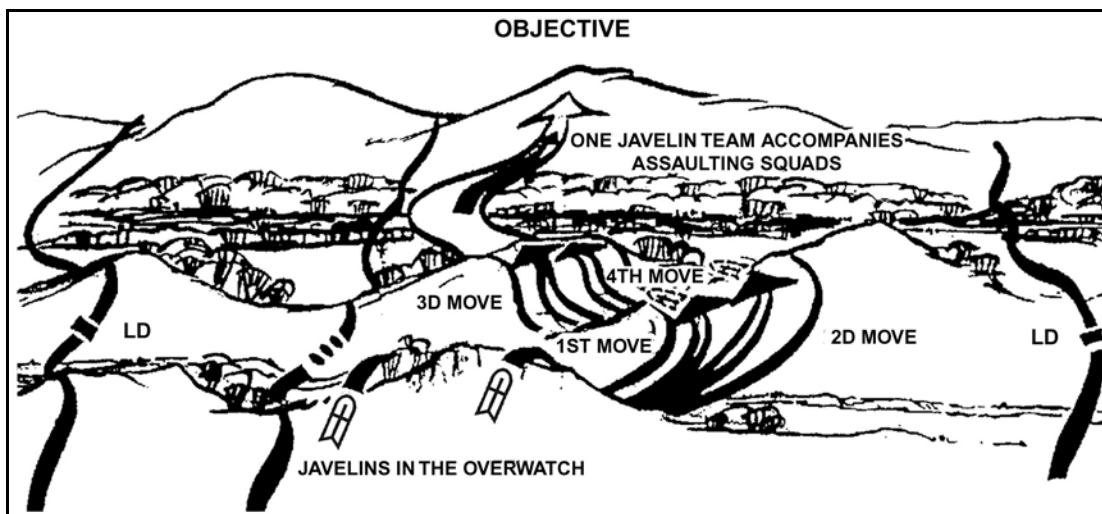 OBJECTIVE
ONE JAVELIN TEAM ACCOMPANIES
ASSAULTING SQUADS
4TH MOVE
3D MOVE
LD
1ST MOVE
2D MOVE
LD
JAVELINS IN THE OVERWATCH